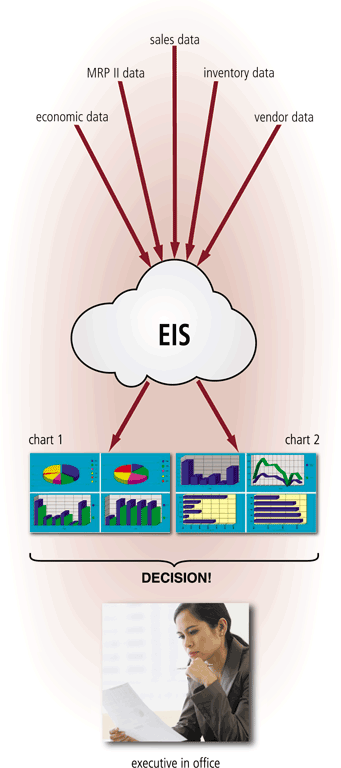 sales data
MRP II data
inventory data
economic data
vendor data
EIS
chart 1
chart 2
DECISION!
executive in office